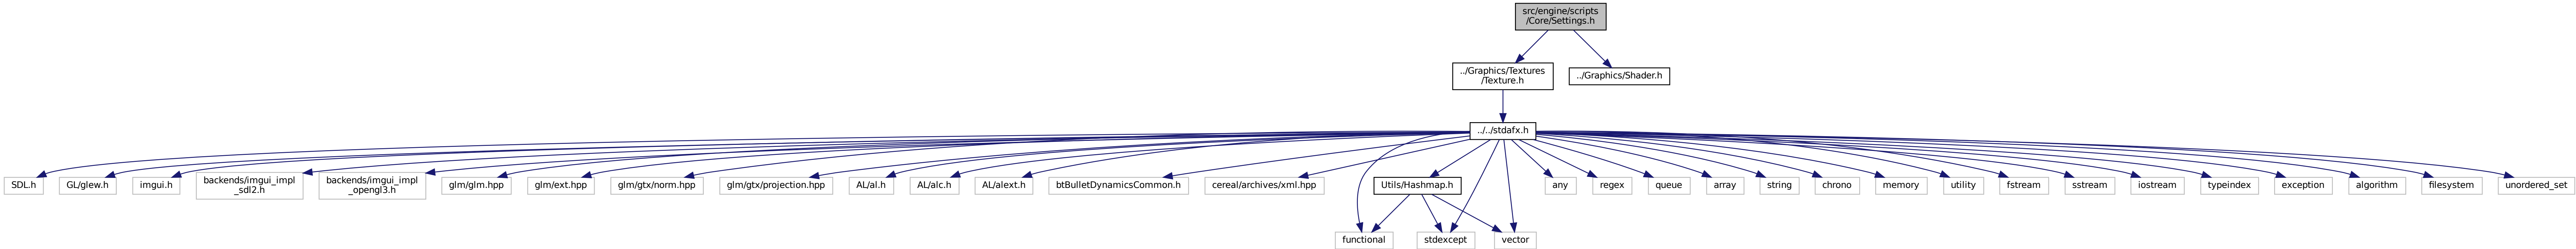 src/engine/scripts
/Core/Settings.h
../Graphics/Textures
/Texture.h
../Graphics/Shader.h
../../stdafx.h
SDL.h
GL/glew.h
imgui.h
backends/imgui_impl
_sdl2.h
backends/imgui_impl
_opengl3.h
glm/glm.hpp
glm/ext.hpp
glm/gtx/norm.hpp
glm/gtx/projection.hpp
AL/al.h
AL/alc.h
AL/alext.h
btBulletDynamicsCommon.h
cereal/archives/xml.hpp
Utils/Hashmap.h
any
regex
queue
array
string
chrono
memory
utility
fstream
sstream
iostream
typeindex
exception
algorithm
filesystem
unordered_set
functional
stdexcept
vector